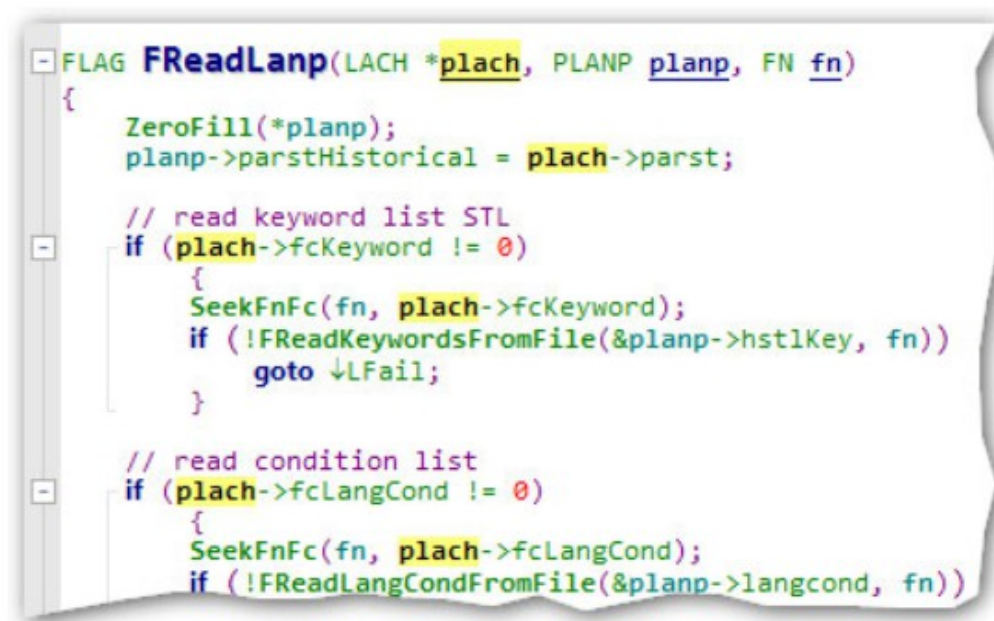 FLAG FReadLanp(LACH *plach, PLANP planp, FN fn)
{
ZeroFill(*planp);
planp->parstHistorical = plach->parst;
// read keyword list STL
if (plach->fcKeyword != 0)
{
SeekFnFc(fn, plach->fcKeyword);
if (!FReadKeywordsFromFile(&planp->hstlKey, fn))
goto ↓LFail;
}
// read condition list
if (plach->fcLangCond != 0)
{
SeekFnFc(fn, plach->fcLangCond);
if (!FReadLangCondFromFile(&planp->langcond, fn))